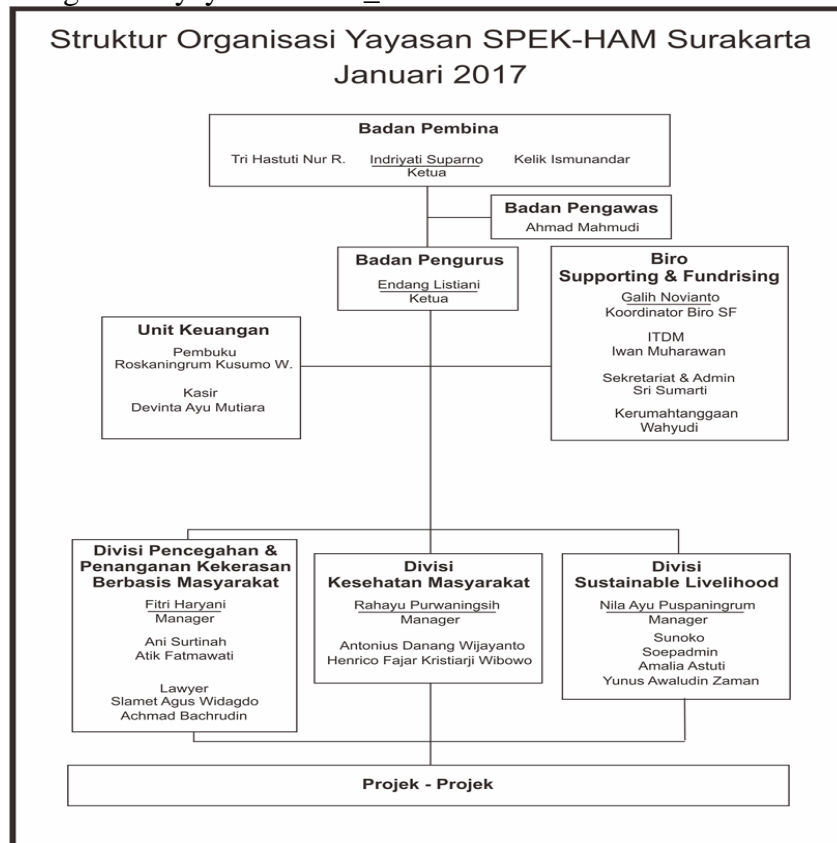 Struktur Organisasi Yayasan SPEK-HAM Surakarta
Januari 2017
Badan Pembina
Tri Hastuti Nur R.
Indriyati Suparno
Ketua
Kelik Ismunandar
Badan Pengawas
Ahmad Mahmudi
Badan Pengurus
Endang Listiani
Ketua
Biro
Supporting & Fundrising
Galih Novianto
Koordinator Biro SF
ITDM
Iwan Muharawan
Sekretariat & Admin
Sri Sumarti
Kerumahtanggaan
Wahyudi
Unit Keuangan
Pembuku
Roskaningrum Kusumo W.
Kasir
Devinta Ayu Mutiara
Divisi Pencegahan &
Penanganan Kekerasan
Berbasis Masyarakat
Fitri Haryani
Manager
Ani Surtinah
Atik Fatmawati
Lawyer
Slamet Agus Widagdo
Achmad Bachrudin
Divisi
Kesehatan Masyarakat
Rahayu Purwaningsih
Manager
Antonius Danang Wijayanto
Henrico Fajar Kristiarji Wibowo
Divisi
Sustainable Livelihood
Nila Ayu Puspaningrum
Manager
Sunoko
Soepadmin
Amalia Astuti
Yunus Awaludin Zaman
Projek - Projek